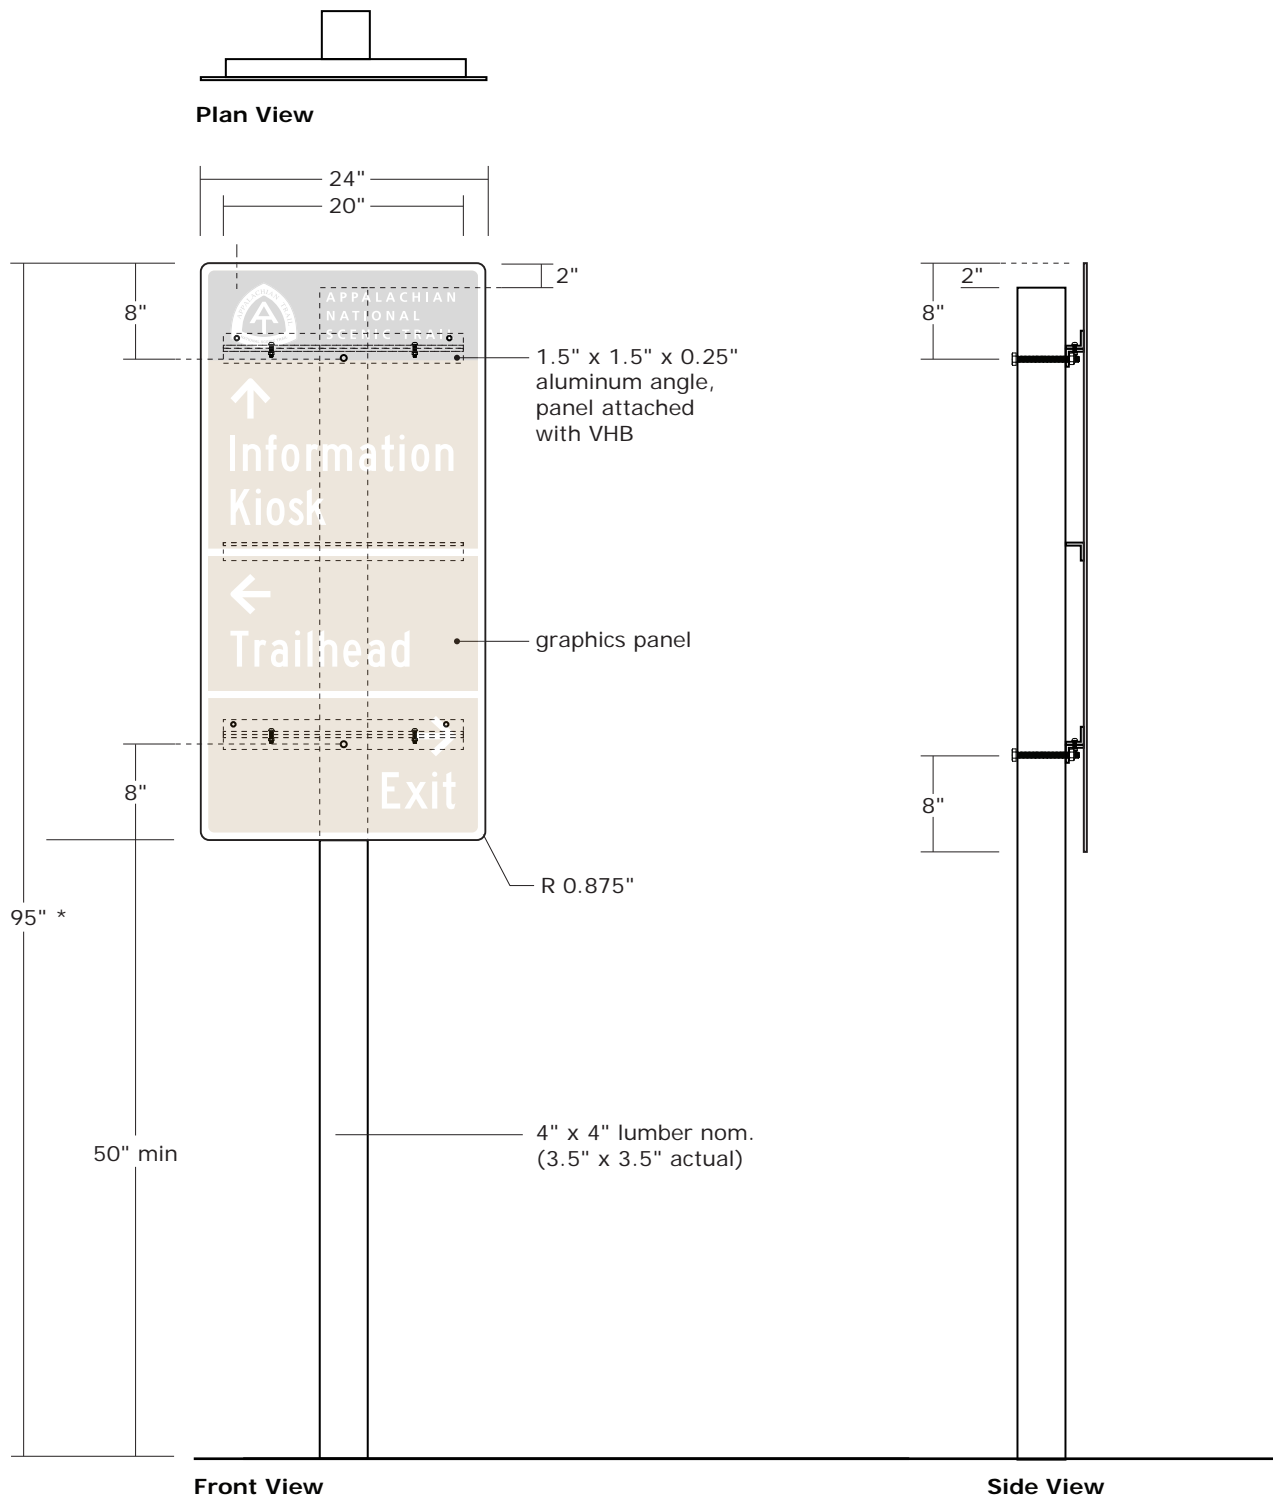 Plan View
24"
20"
2"
8"
APPALACHIAN
NATIONAL
SCENIC TRAIL
1.5" x 1.5" x 0.25"
aluminum angle,
panel attached
with VHB
Information
Kiosk
Trailhead
graphics panel
Exit
8"
R 0.875"
95" *
50" min
4" x 4" lumber nom.
(3.5" x 3.5" actual)
Front View
2"
8"
8"
Side View